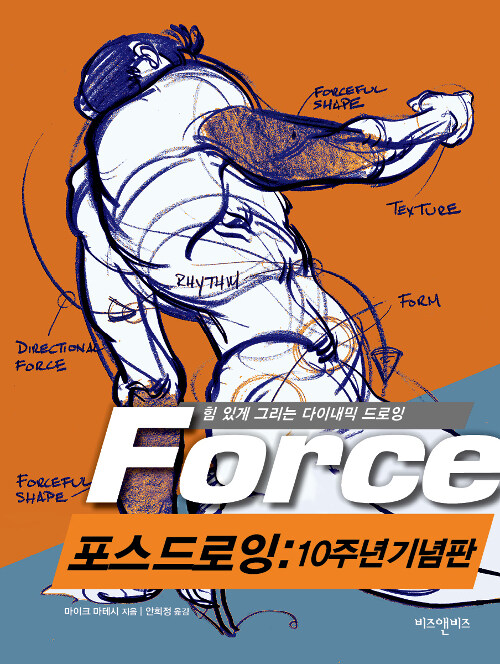 FORCEFUL
SHAPE
TEXTURE
RHYTHM
FORM
DIRECTIONAL
FORCE
힘 있게 그리는 다이내믹 드로잉
Force
FORCEFUL
SHAPE
포스드로잉: 10주년 기념판
마이크 마테시 지음 | 안희정 옮김
비즈앤비즈